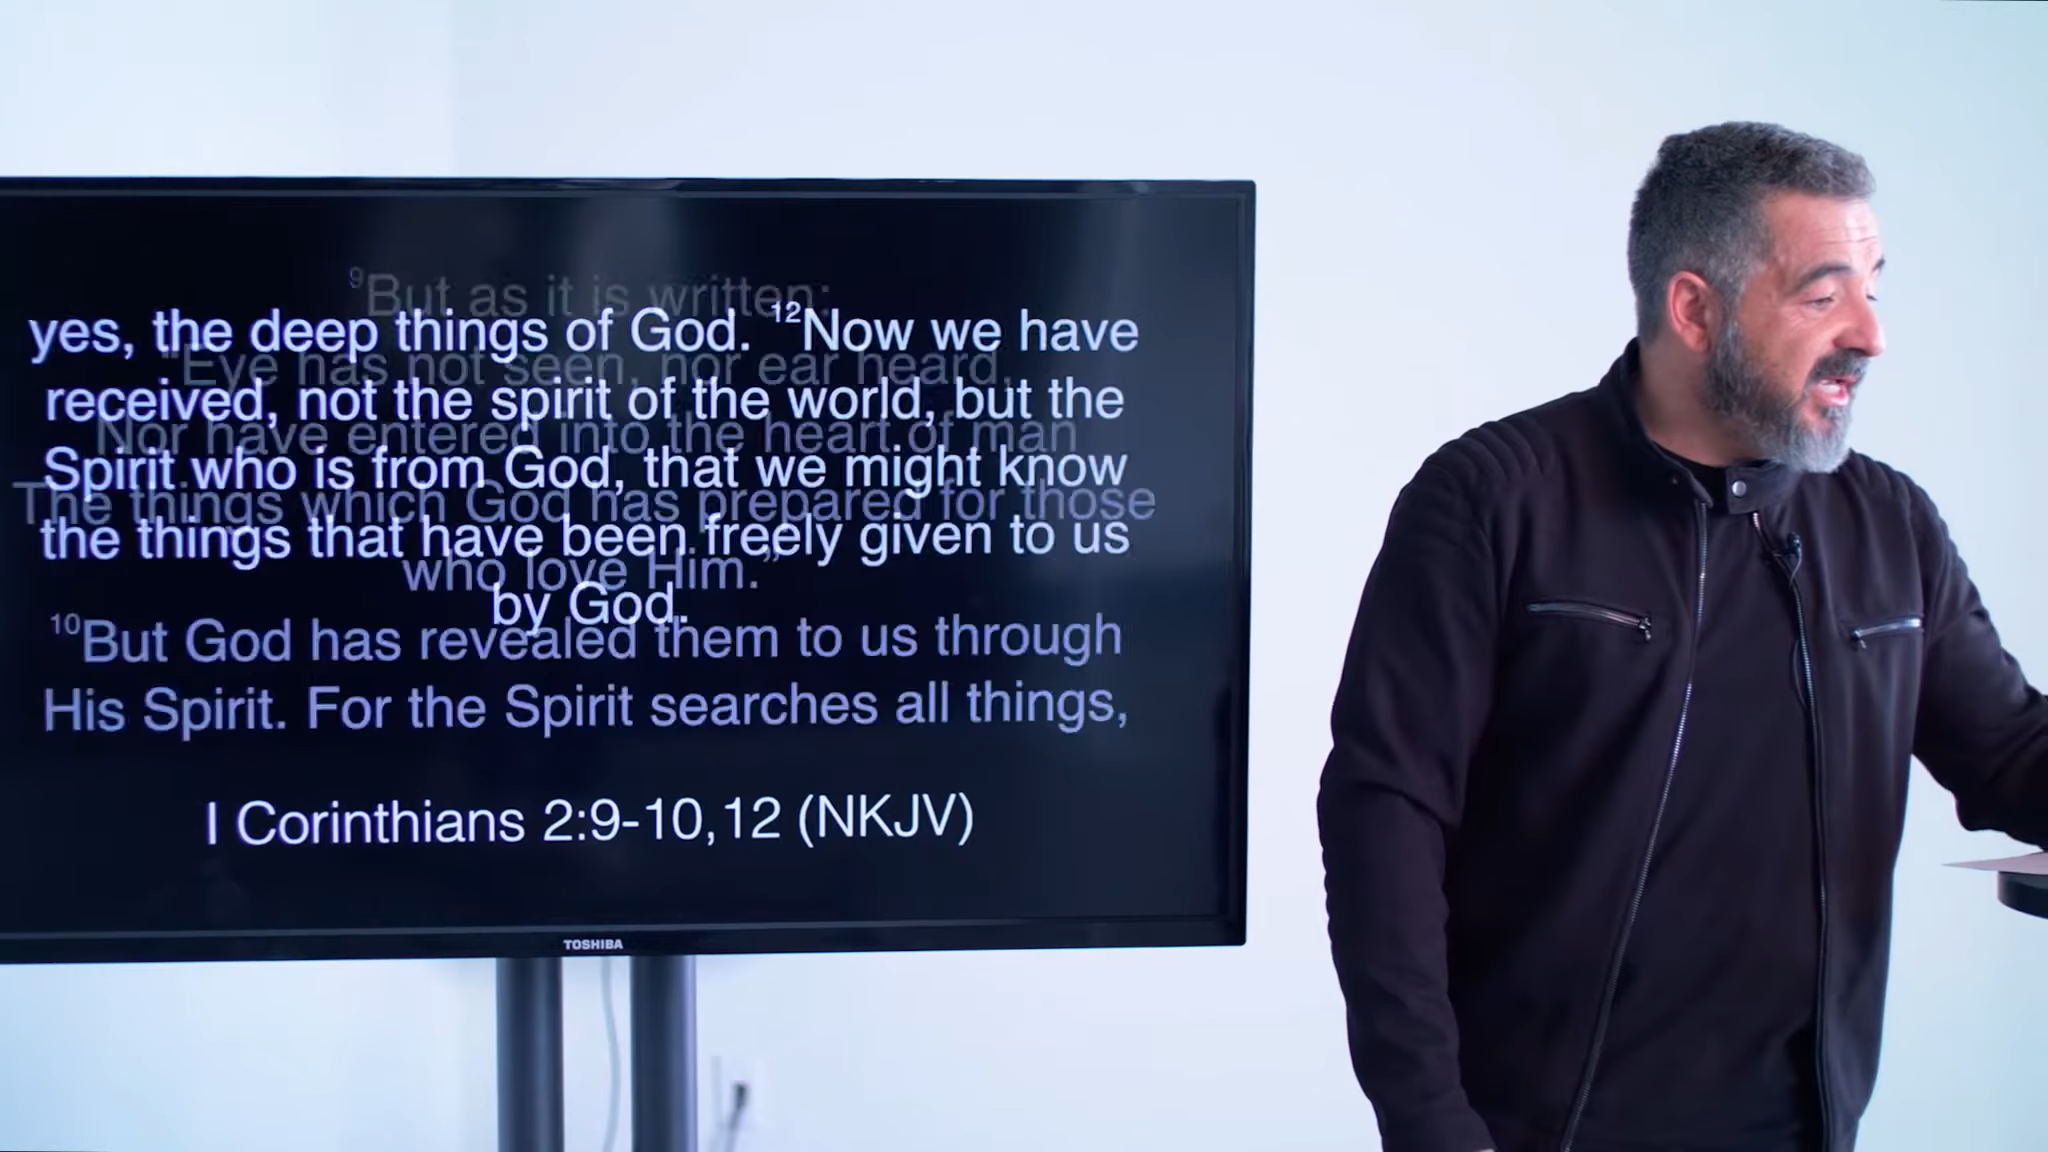 ⁹But as it is written:
"Eye has not seen, nor ear heard,
Nor have entered into the heart of man
The things which God has prepared for those
who love Him."
¹⁰But God has revealed them to us through
His Spirit. For the Spirit searches all things,
yes, the deep things of God. ¹²Now we have
received, not the spirit of the world, but the
Spirit who is from God, that we might know
the things that have been freely given to us
by God.
I Corinthians 2:9-10,12 (NKJV)
TOSHIBA